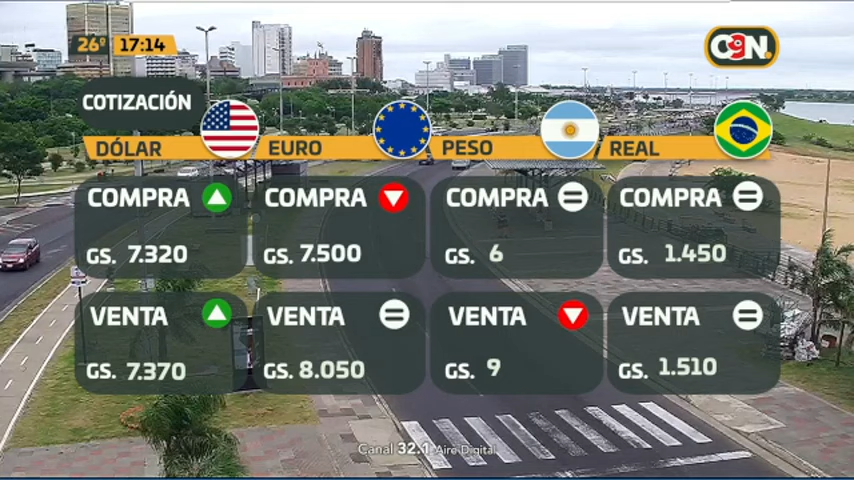 26º 17:14
C9N.
COTIZACIÓN
DÓLAR EURO PESO REAL
COMPRA COMPRA COMPRA COMPRA
GS. 7.320 GS. 7.500 GS. 6 GS. 1.450
VENTA VENTA VENTA VENTA
GS. 7.370 GS. 8.050 GS. 9 GS. 1.510
Canal 32.1 Aire Digital